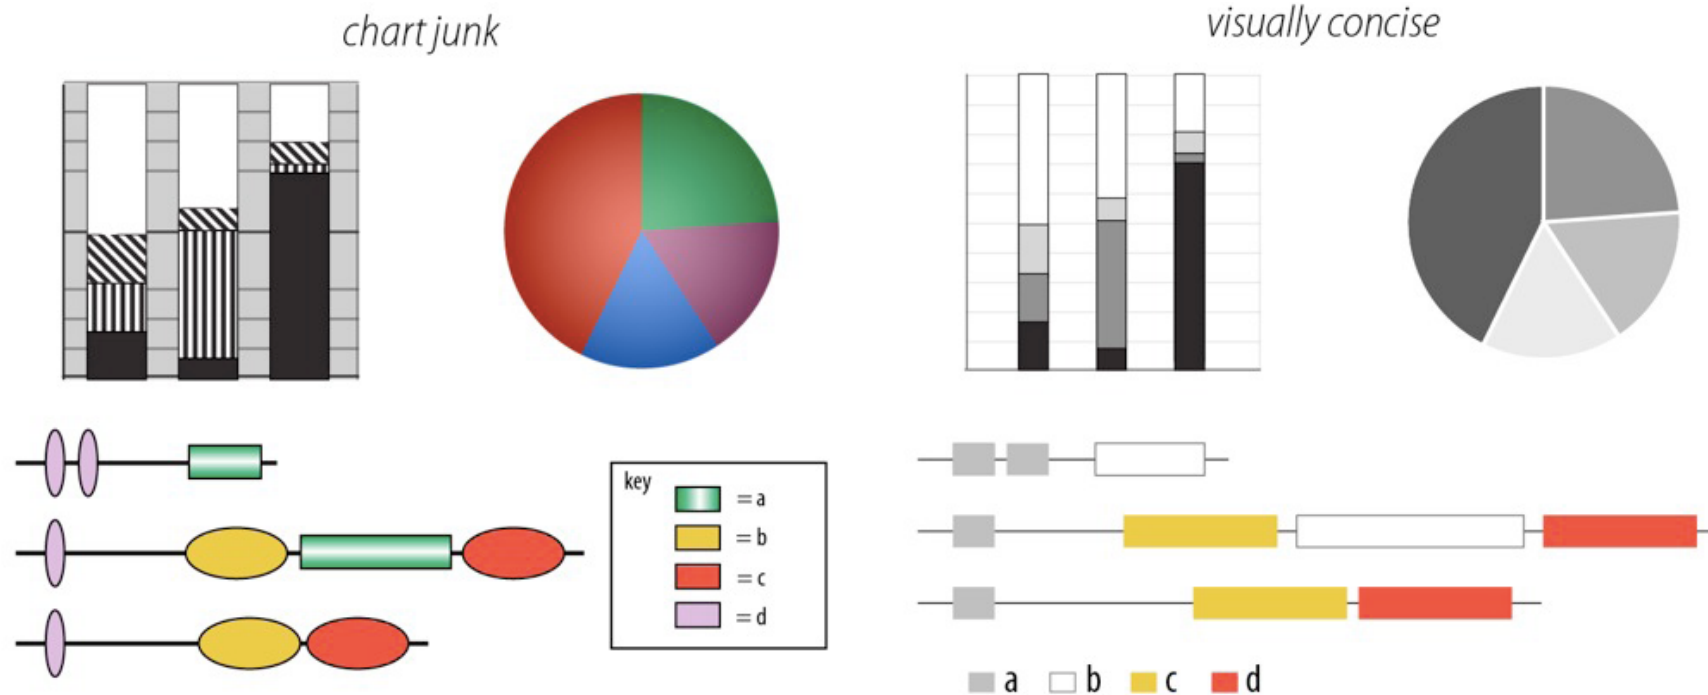 chart junk
visually concise
key
= a
= b
= c
= d
a b c d